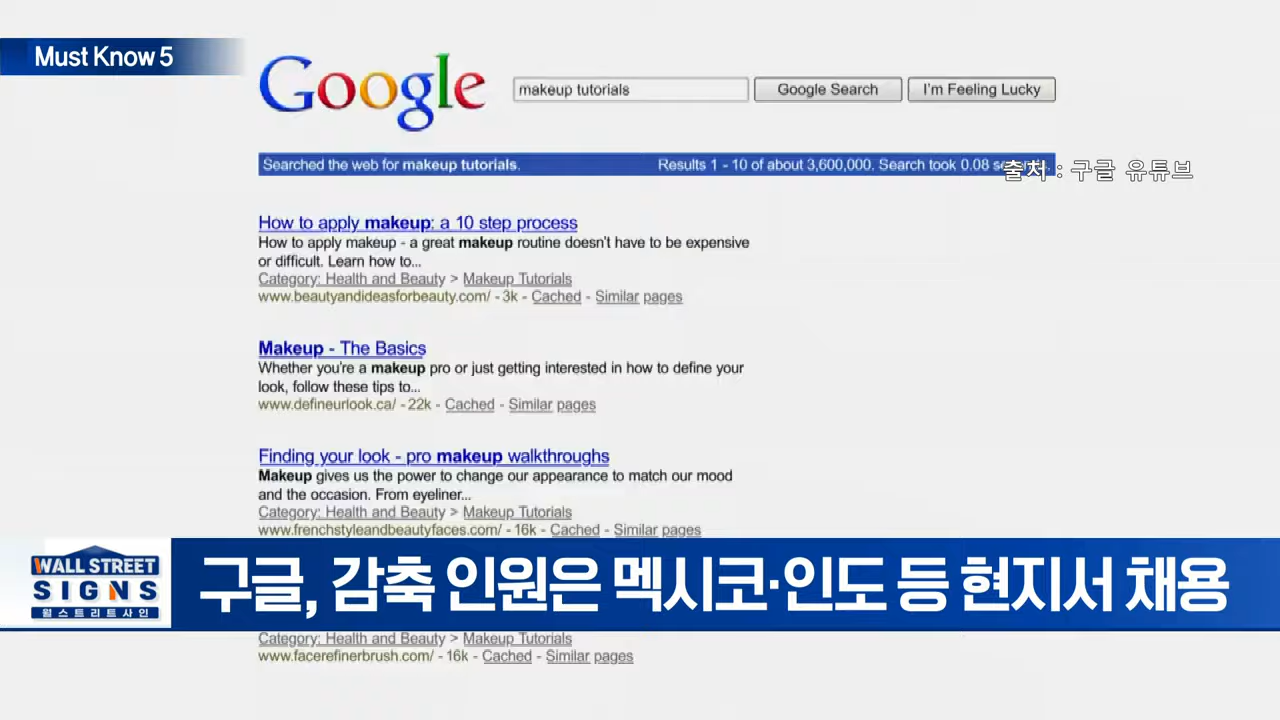 Must Know 5
Google
makeup tutorials
Google Search
I'm Feeling Lucky
Searched the web for makeup tutorials.
Results 1 - 10 of about 3,600,000. Search took 0.08
출처 : 구글 유튜브
How to apply makeup: a 10 step process
How to apply makeup - a great makeup routine doesn't have to be expensive
or difficult. Learn how to...
Category: Health and Beauty > Makeup Tutorials
www.beautyandideasforbeauty.com/ - 3k - Cached - Similar pages
Makeup - The Basics
Whether you're a makeup pro or just getting interested in how to define your
look, follow these tips to...
www.defineurlook.ca/ - 22k - Cached - Similar pages
Finding your look - pro makeup walkthroughs
Makeup gives us the power to change our appearance to match our mood
and the occasion. From eyeliner...
Category: Health and Beauty > Makeup Tutorials
www.frenchstyleandbeautyfaces.com/ - 16k - Cached - Similar pages
WALL STREET
SIGNS
월스트리트사인
구글, 감축 인원은 멕시코·인도 등 현지서 채용
Category: Health and Beauty > Makeup Tutorials
www.facerefinerbrush.com/ - 16k - Cached - Similar pages